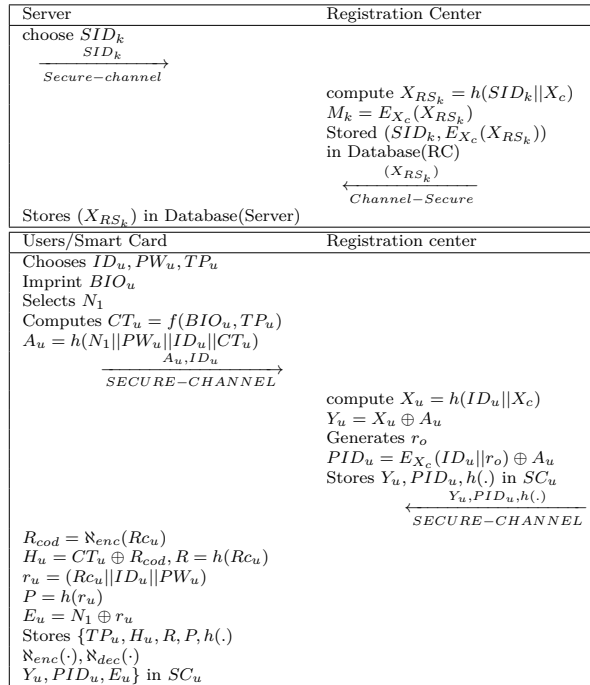 Server Registration Center
choose SID_k
SID_k
Secure−channel
compute X_{RS_k} = h(SID_k||X_c)
M_k = E_{X_c}(X_{RS_k})
Stored (SID_k, E_{X_c}(X_{RS_k}))
in Database(RC)
(X_{RS_k})
Channel−Secure
Stores (X_{RS_k}) in Database(Server)
Users/Smart Card Registration center
Chooses ID_u, PW_u, TP_u
Imprint BIO_u
Selects N_1
Computes CT_u = f(BIO_u, TP_u)
A_u = h(N_1||PW_u||ID_u||CT_u)
A_u, ID_u
SECURE−CHANNEL
compute X_u = h(ID_u||X_c)
Y_u = X_u ⊕ A_u
Generates r_o
PID_u = E_{X_c}(ID_u||r_o) ⊕ A_u
Stores Y_u, PID_u, h(.) in SC_u
Y_u, PID_u, h(.)
SECURE−CHANNEL
R_{cod} = ℵ_{enc}(Rc_u)
H_u = CT_u ⊕ R_{cod}, R = h(Rc_u)
r_u = (Rc_u||ID_u||PW_u)
P = h(r_u)
E_u = N_1 ⊕ r_u
Stores {TP_u, H_u, R, P, h(.)
ℵ_{enc}(·), ℵ_{dec}(·)
Y_u, PID_u, E_u} in SC_u